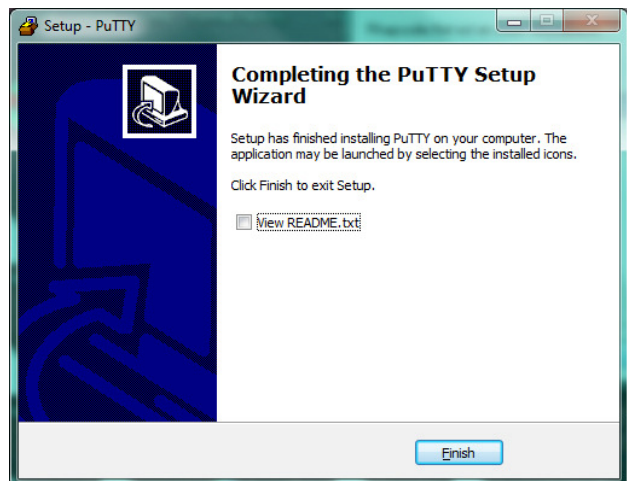 Setup - PuTTY
Completing the PuTTY Setup
Wizard
Setup has finished installing PuTTY on your computer. The
application may be launched by selecting the installed icons.
Click Finish to exit Setup.
View README.txt
Finish